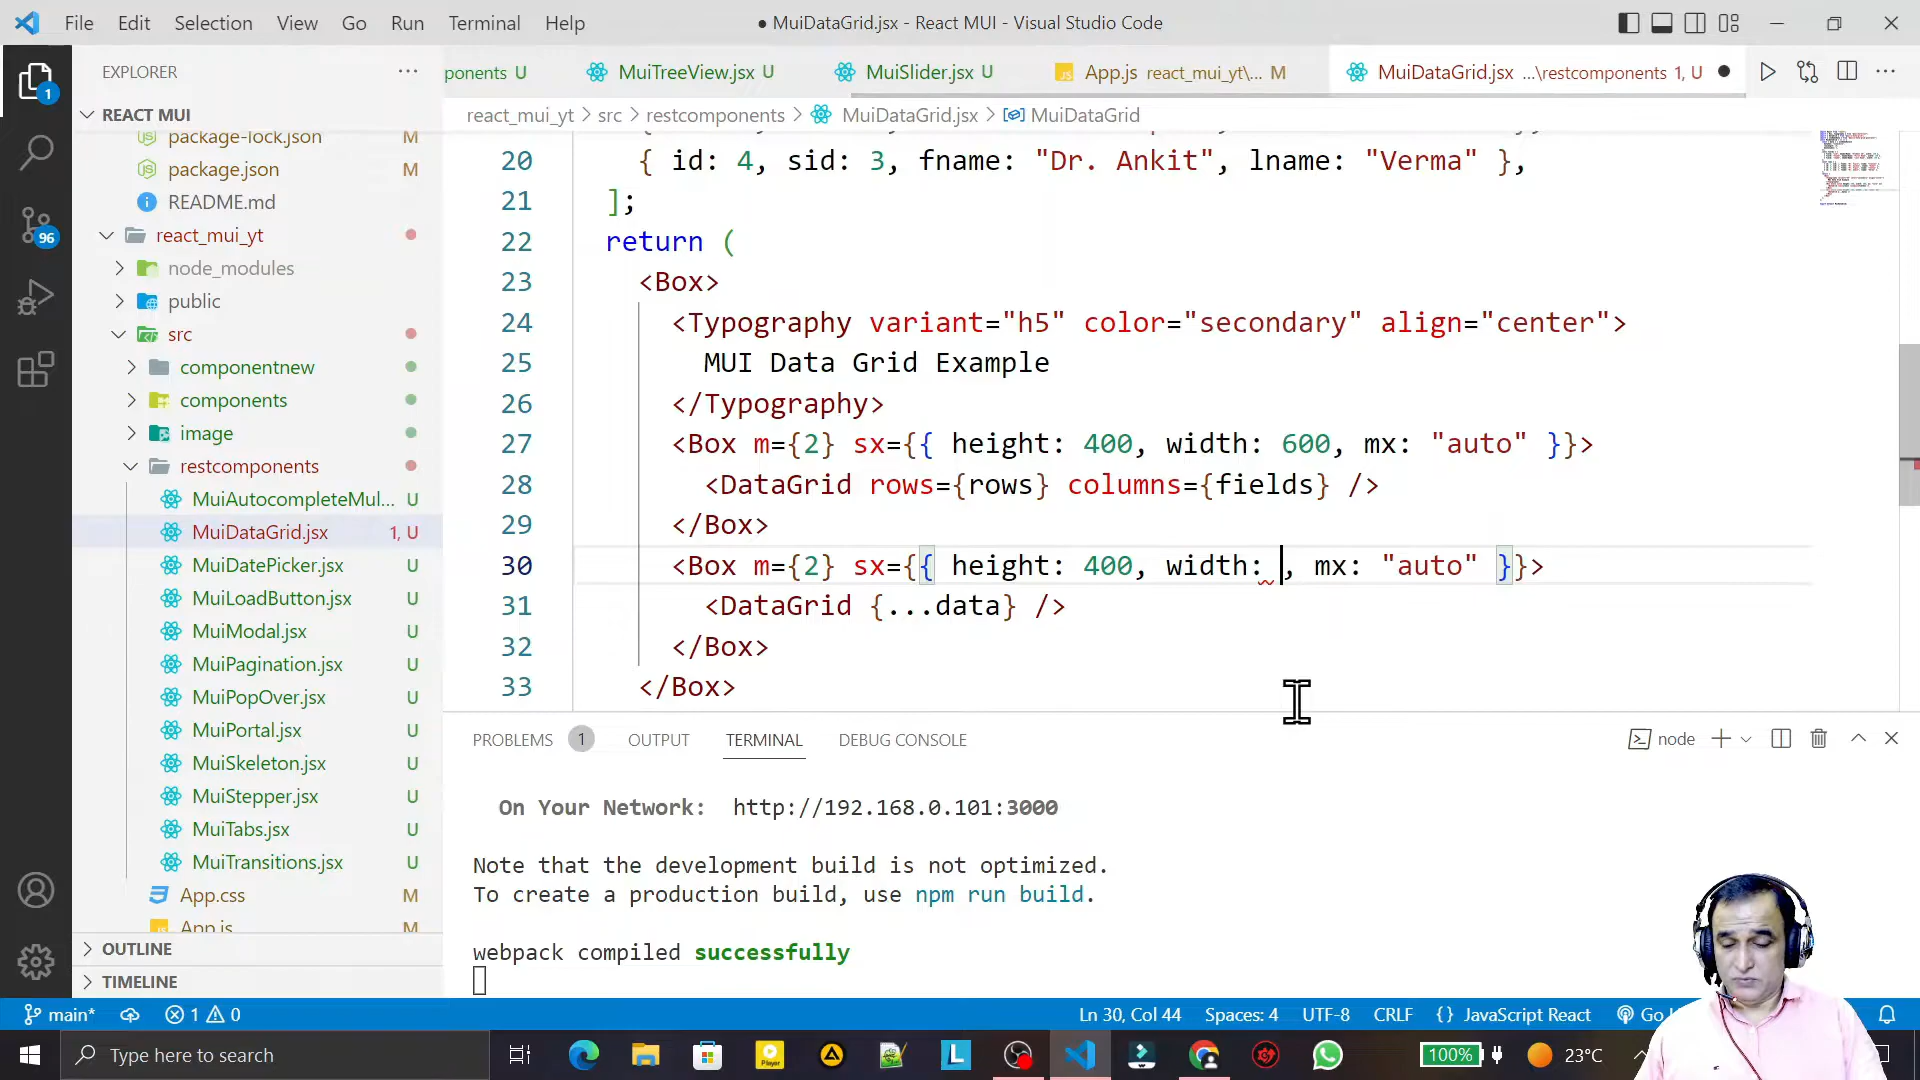 File Edit Selection View Go Run Terminal Help
● MuiDataGrid.jsx - React MUI - Visual Studio Code
EXPLORER
ponents U
MuiTreeView.jsx U
MuiSlider.jsx U
App.js react_mui_yt\... M
MuiDataGrid.jsx ...\restcomponents 1, U
react_mui_yt > src > restcomponents > MuiDataGrid.jsx > MuiDataGrid
1
96
REACT MUI
package-lock.json M
package.json M
README.md
react_mui_yt
node_modules
public
src
componentnew
components
image
restcomponents
MuiAutocompleteMul... U
MuiDataGrid.jsx 1, U
MuiDatePicker.jsx U
MuiLoadButton.jsx U
MuiModal.jsx U
MuiPagination.jsx U
MuiPopOver.jsx U
MuiPortal.jsx U
MuiSkeleton.jsx U
MuiStepper.jsx U
MuiTabs.jsx U
MuiTransitions.jsx U
App.css M
App.js M
OUTLINE
TIMELINE
20 { id: 4, sid: 3, fname: "Dr. Ankit", lname: "Verma" },
21 ];
22 return (
23 <Box>
24 <Typography variant="h5" color="secondary" align="center">
25 MUI Data Grid Example
26 </Typography>
27 <Box m={2} sx={{ height: 400, width: 600, mx: "auto" }}>
28 <DataGrid rows={rows} columns={fields} />
29 </Box>
30 <Box m={2} sx={{ height: 400, width: , mx: "auto" }}>
31 <DataGrid {...data} />
32 </Box>
33 </Box>
PROBLEMS 1 OUTPUT TERMINAL DEBUG CONSOLE
node
On Your Network: http://192.168.0.101:3000
Note that the development build is not optimized.
To create a production build, use npm run build.
webpack compiled successfully
main* 1 0
Ln 30, Col 44 Spaces: 4 UTF-8 CRLF {} JavaScript React Go
Type here to search
Player
L
100%
23°C